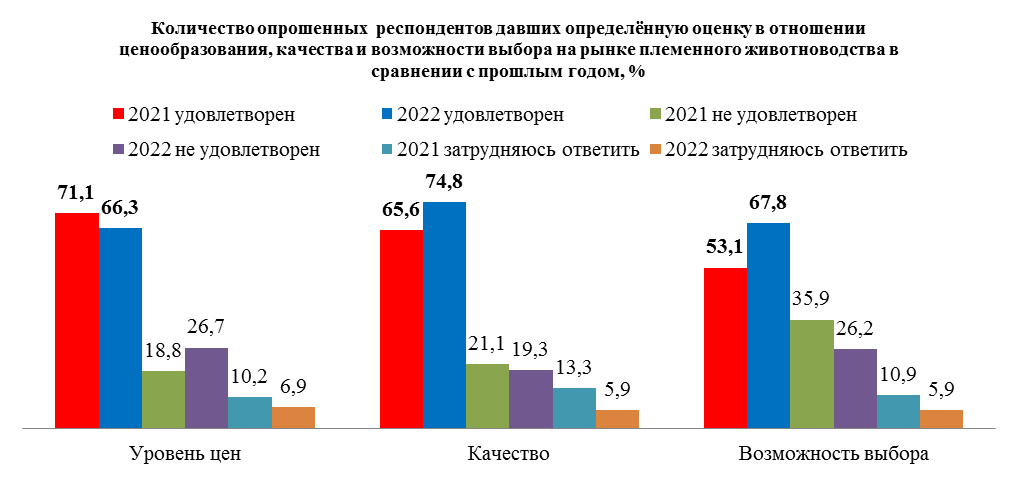 Количество опрошенных респондентов давших определённую оценку в отношении
ценообразования, качества и возможности выбора на рынке племенного животноводства в
сравнении с прошлым годом, %
2021 удовлетворен 2022 удовлетворен 2021 не удовлетворен
2022 не удовлетворен 2021 затрудняюсь ответить 2022 затрудняюсь ответить
71,1 66,3 18,8 26,7 10,2 6,9
65,6 74,8 21,1 19,3 13,3 5,9
53,1 67,8 35,9 26,2 10,9 5,9
Уровень цен Качество Возможность выбора